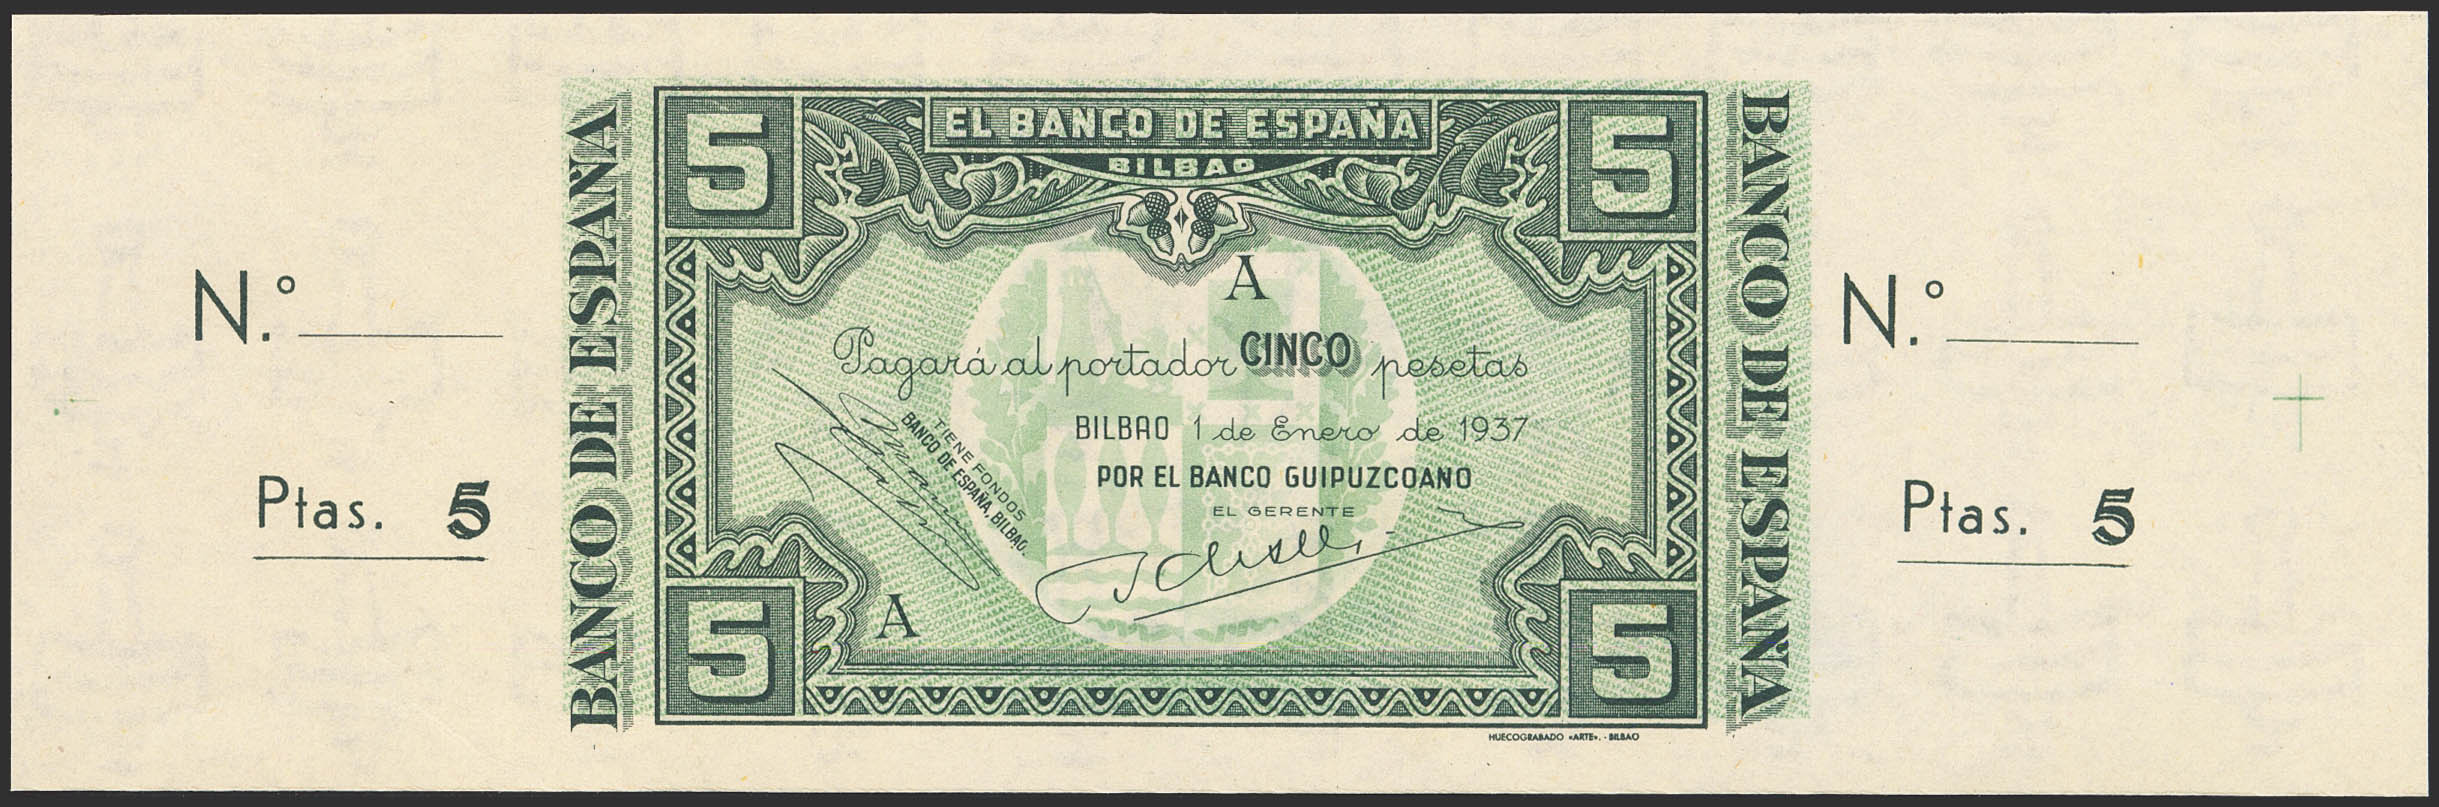 N.º
Ptas. 5
BANCO DE ESPAÑA
5
EL BANCO DE ESPAÑA
BILBAO
5
A
Pagará al portador CINCO pesetas
BILBAO 1 de Enero de 1937
POR EL BANCO GUIPUZCOANO
EL GERENTE
TIENE FONDOS
BANCO DE ESPAÑA, BILBAO.
A
5
5
HUECOGRABADO «ARTE». - BILBAO
BANCO DE ESPAÑA
N.º
Ptas. 5